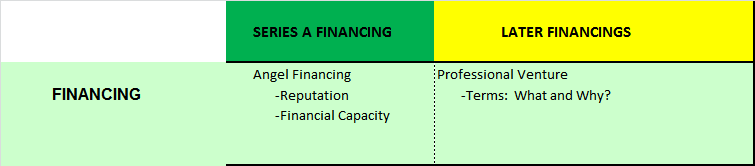 SERIES A FINANCING
LATER FINANCINGS
FINANCING
Angel Financing
-Reputation
-Financial Capacity
Professional Venture
-Terms: What and Why?